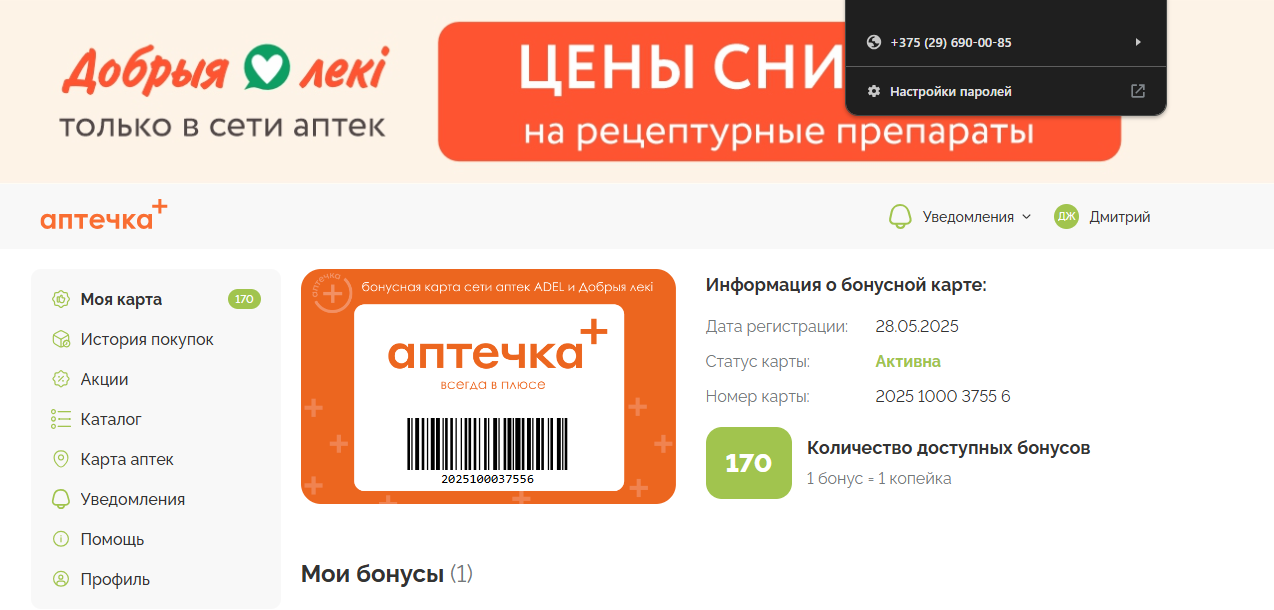 Добрыя лекі
только в сети аптек
ЦЕНЫ СНИ
на рецептурные препараты
+375 (29) 690-00-85
Настройки паролей
аптечка+
Уведомления
ДЖ
Дмитрий
Моя карта
170
История покупок
Акции
Каталог
Карта аптек
Уведомления
Помощь
Профиль
аптечка
бонусная карта сети аптек ADEL и Добрыя лекі
аптечка+
всегда в плюсе
2025100037556
Информация о бонусной карте:
Дата регистрации: 28.05.2025
Статус карты: Активна
Номер карты: 2025 1000 3755 6
170
Количество доступных бонусов
1 бонус = 1 копейка
Мои бонусы (1)